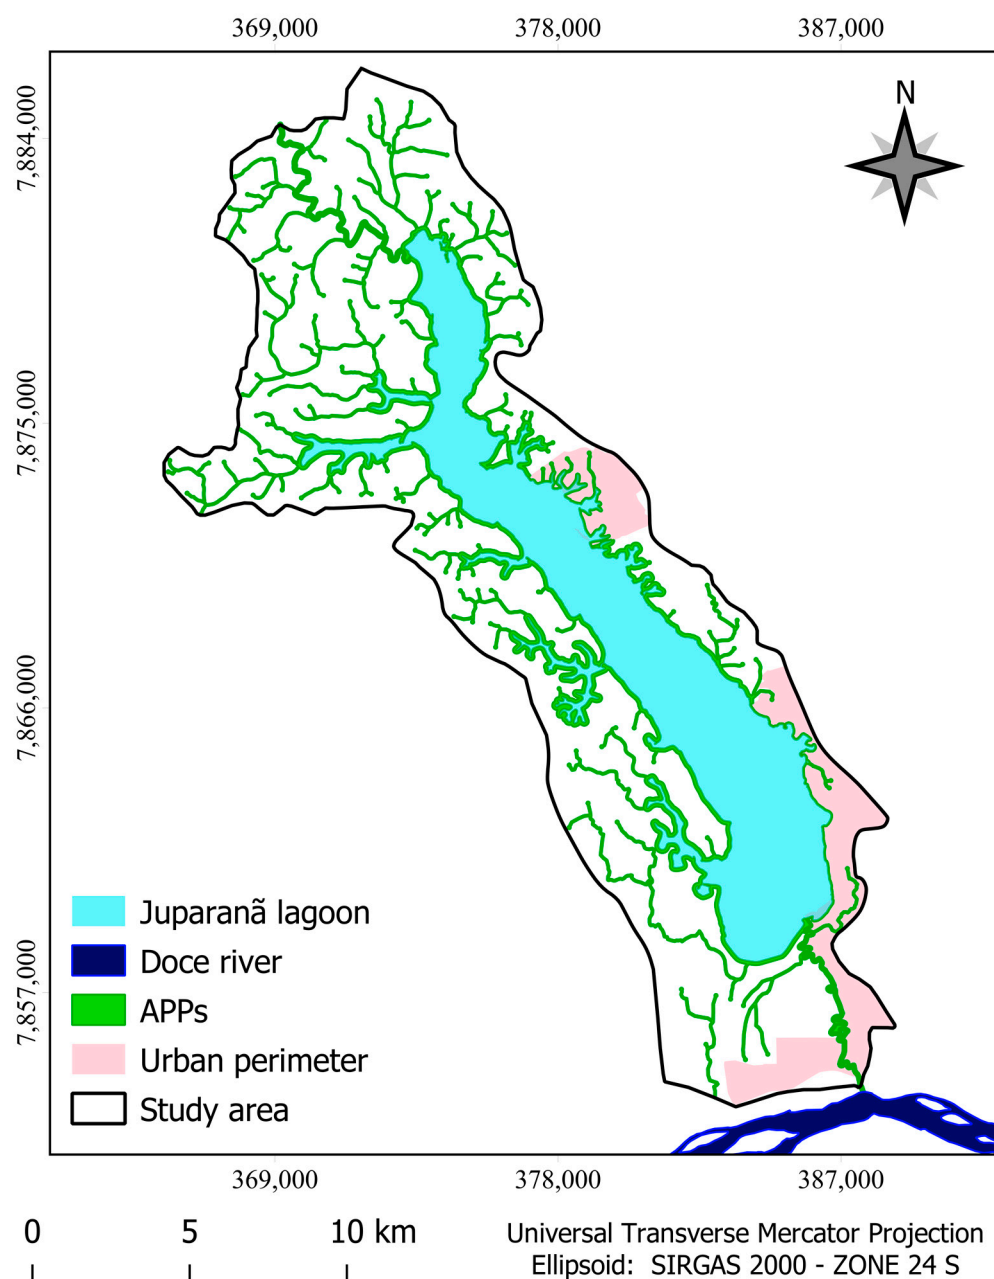 369,000 378,000 387,000
N
7,884,000
7,875,000
7,866,000
7,857,000
Juparanã lagoon
Doce river
APPs
Urban perimeter
Study area
369,000 378,000 387,000
0 5 10 km
Universal Transverse Mercator Projection
Ellipsoid: SIRGAS 2000 - ZONE 24 S